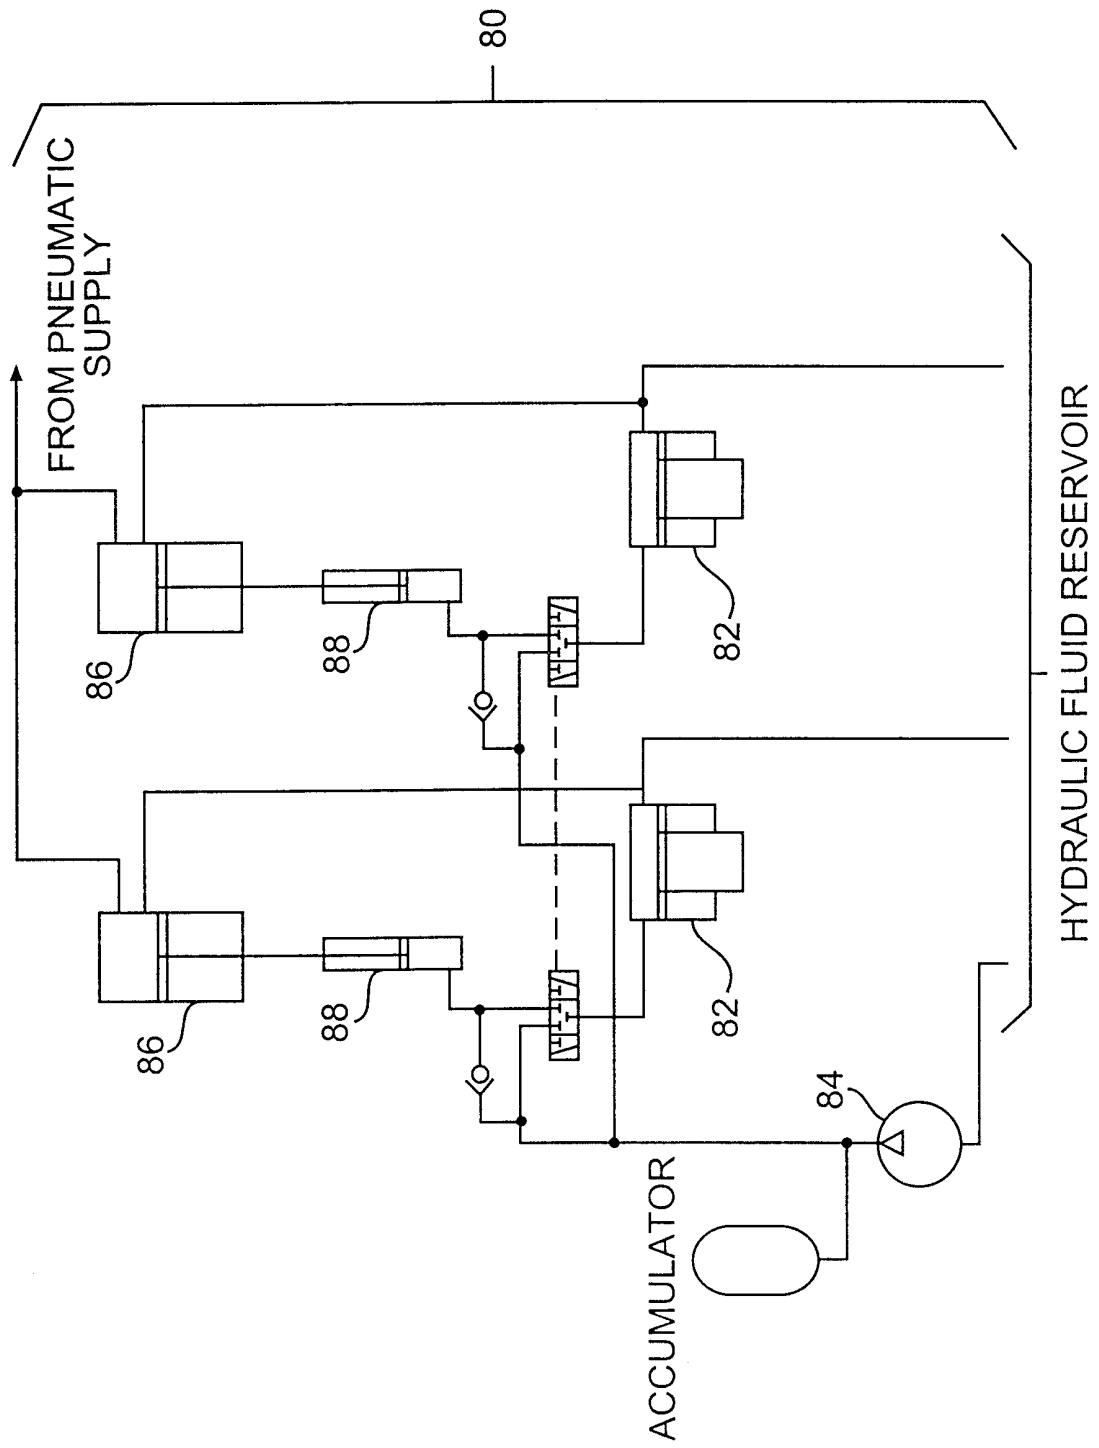 80
FROM PNEUMATIC
SUPPLY
86
88
82
86
88
82
84
ACCUMULATOR
HYDRAULIC FLUID RESERVOIR